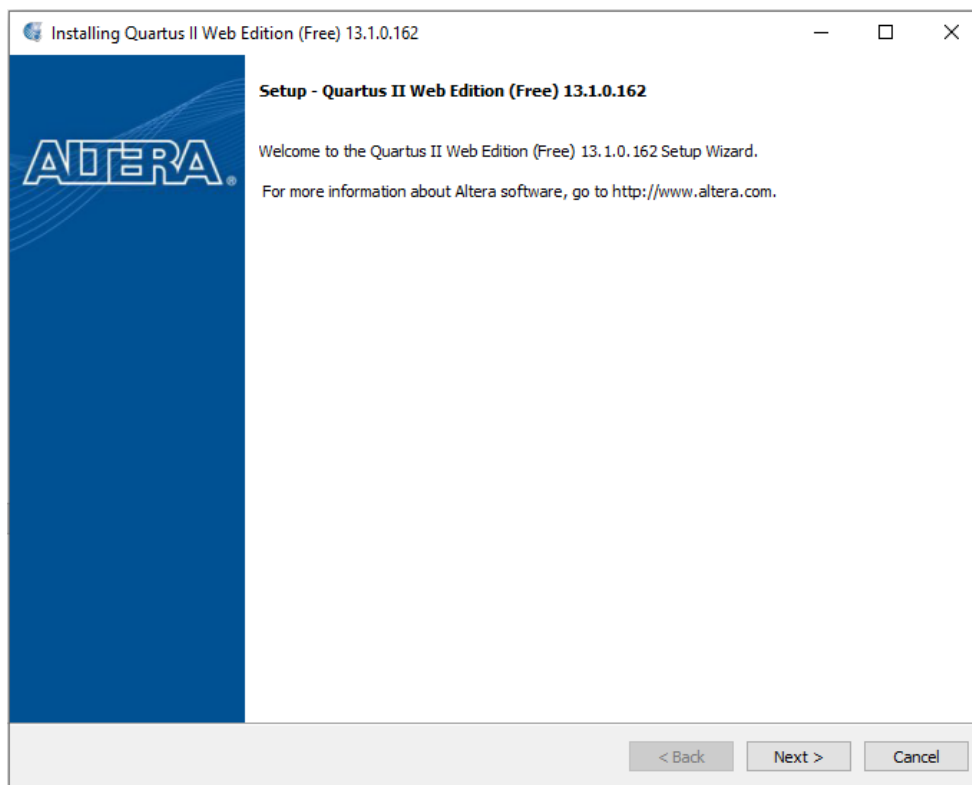 Installing Quartus II Web Edition (Free) 13.1.0.162
Setup - Quartus II Web Edition (Free) 13.1.0.162
ALTERA®
Welcome to the Quartus II Web Edition (Free) 13.1.0.162 Setup Wizard.
For more information about Altera software, go to http://www.altera.com.
< Back
Next >
Cancel